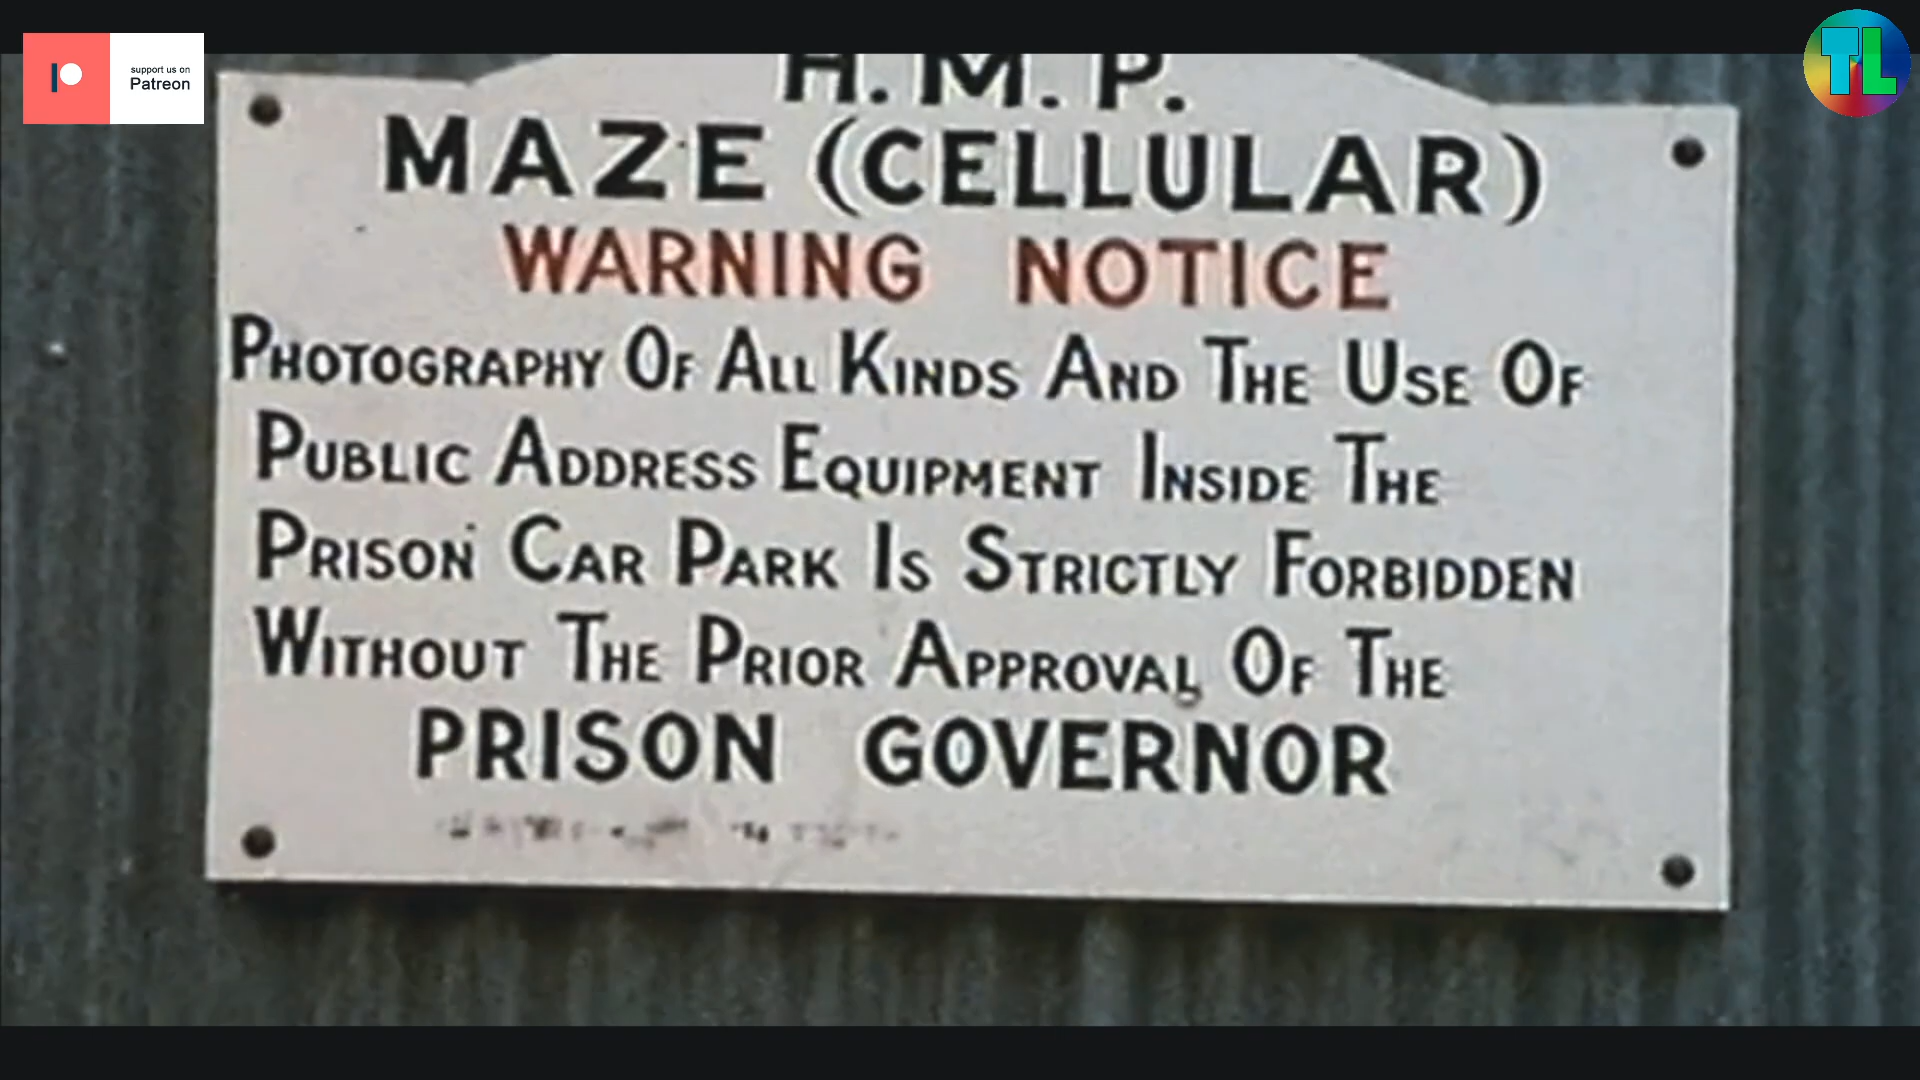 support us on
Patreon
TL
H.M.P.
MAZE (CELLULAR)
WARNING NOTICE
PHOTOGRAPHY OF ALL KINDS AND THE USE OF
PUBLIC ADDRESS EQUIPMENT INSIDE THE
PRISON CAR PARK IS STRICTLY FORBIDDEN
WITHOUT THE PRIOR APPROVAL OF THE
PRISON GOVERNOR